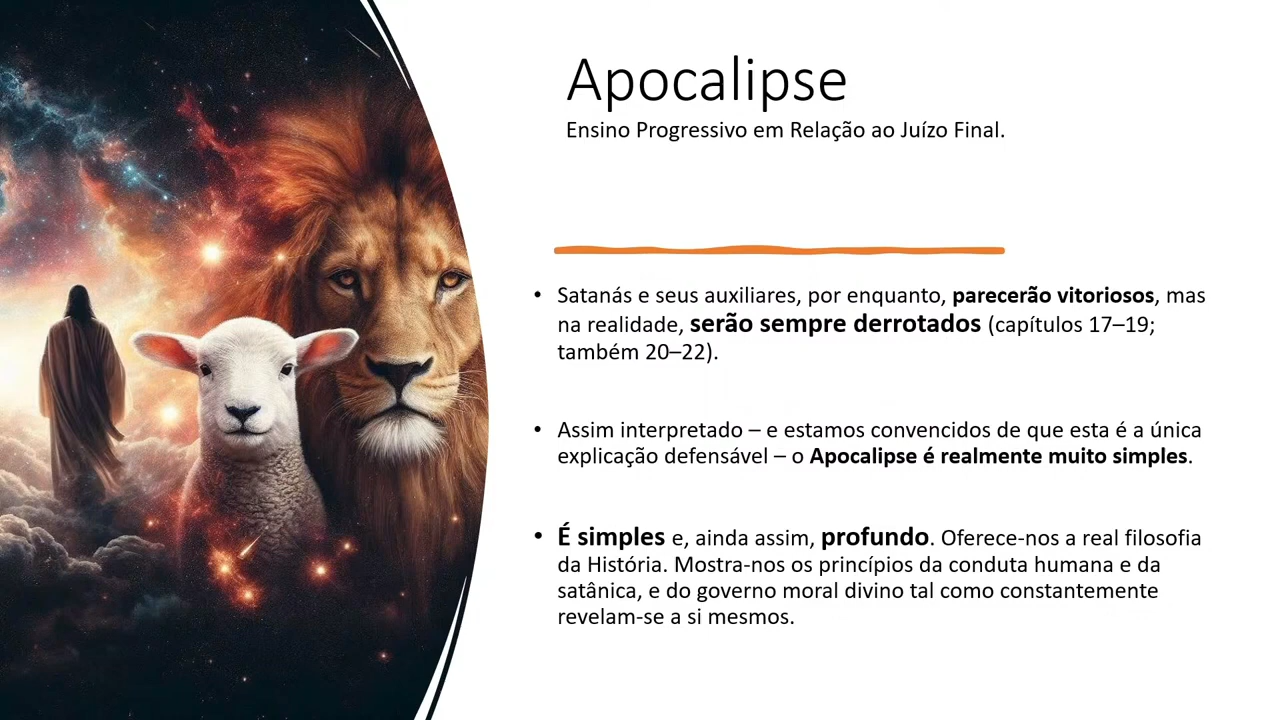 Apocalipse
Ensino Progressivo em Relação ao Juízo Final.
• Satanás e seus auxiliares, por enquanto, parecerão vitoriosos, mas
na realidade, serão sempre derrotados (capítulos 17–19;
também 20–22).
• Assim interpretado – e estamos convencidos de que esta é a única
explicação defensável – o Apocalipse é realmente muito simples.
• É simples e, ainda assim, profundo. Oferece-nos a real filosofia
da História. Mostra-nos os princípios da conduta humana e da
satânica, e do governo moral divino tal como constantemente
revelam-se a si mesmos.